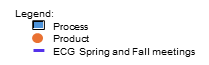 Legend:
Process
Product
ECG Spring and Fall meetings